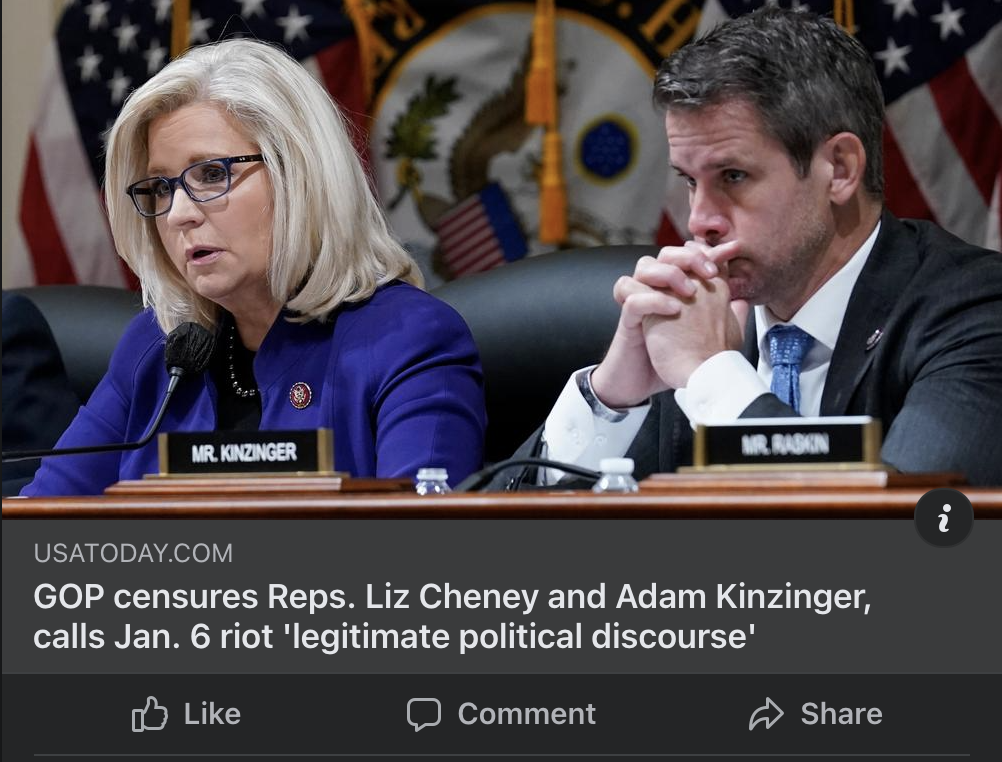 MR. KINZINGER
MR. RASKIN
i
USATODAY.COM
GOP censures Reps. Liz Cheney and Adam Kinzinger,
calls Jan. 6 riot 'legitimate political discourse'
Like Comment Share